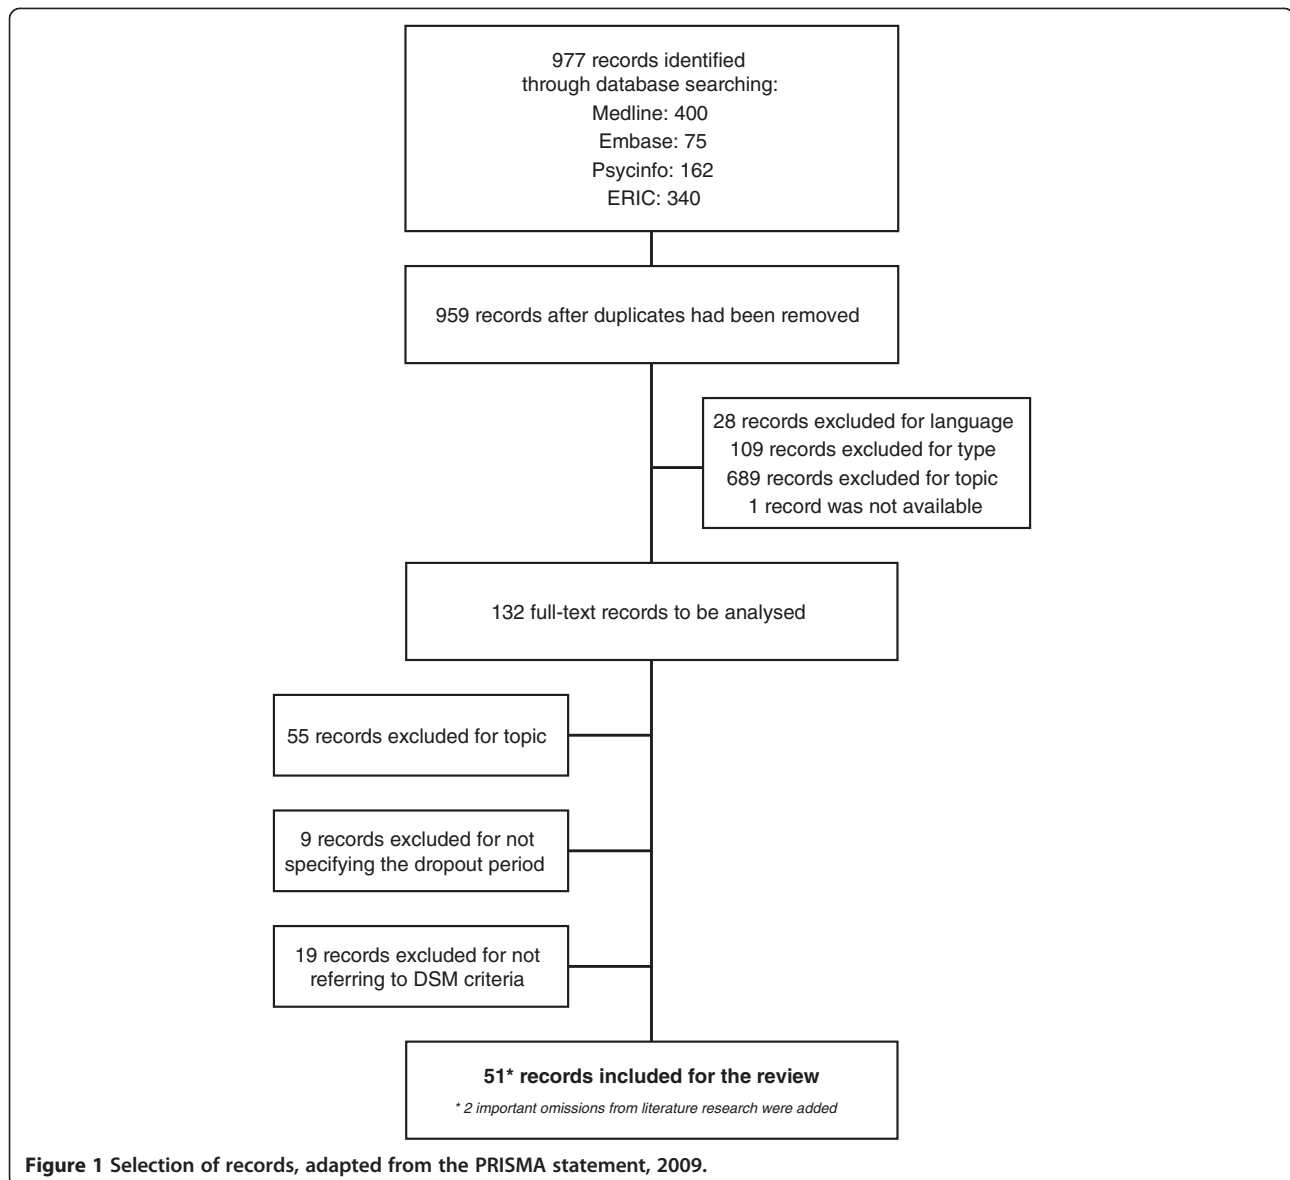 977 records identified
through database searching:
Medline: 400
Embase: 75
Psycinfo: 162
ERIC: 340
959 records after duplicates had been removed
28 records excluded for language
109 records excluded for type
689 records excluded for topic
1 record was not available
132 full-text records to be analysed
55 records excluded for topic
9 records excluded for not
specifying the dropout period
19 records excluded for not
referring to DSM criteria
51* records included for the review
* 2 important omissions from literature research were added
Figure 1 Selection of records, adapted from the PRISMA statement, 2009.